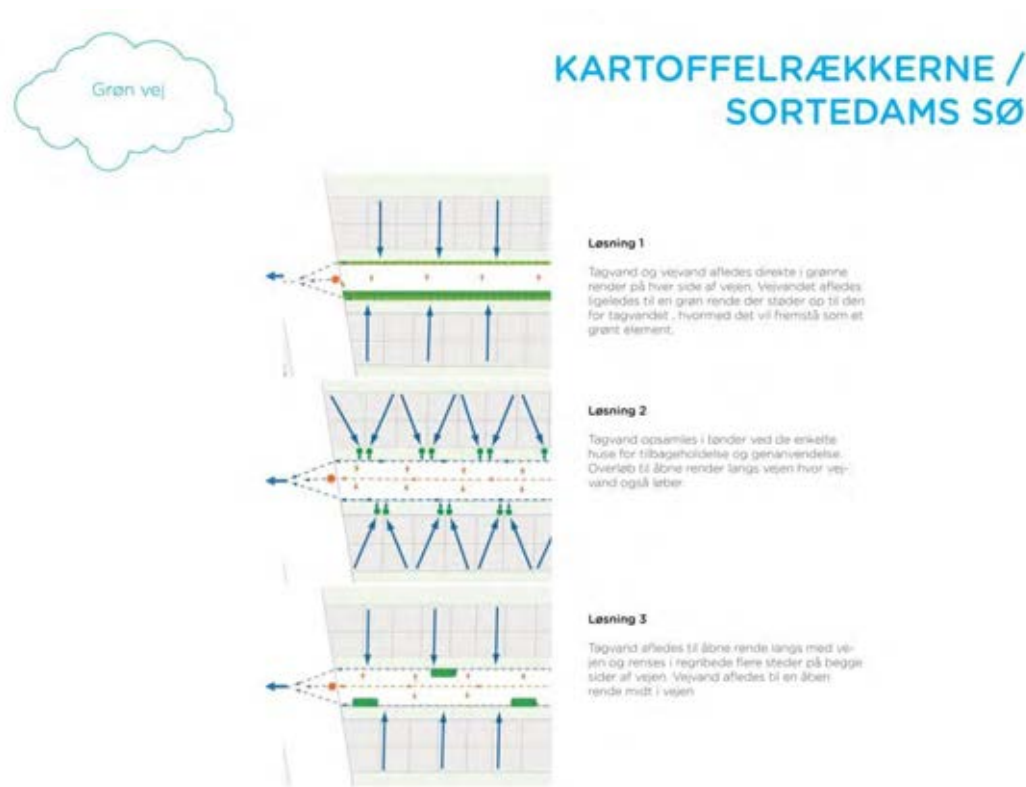 Grøn vej
KARTOFFELRÆKKERNE /
SORTEDAMS SØ
Løsning 1
Tagvand og vejvand afledes direkte i grønne
render på hver side af vejen. Vejvandet afledes
ligeledes til en grøn rende der støder op til den
for tagvandet , hvormed det vil fremstå som et
grønt element.
Løsning 2
Tagvand opsamles i tønder ved de enkelte
huse for tilbageholdelse og genanvendelse.
Overløb til åbne render langs vejen hvor vej-
vand også løber.
Løsning 3
Tagvand afledes til åbne rende langs med ve-
jen og renses i regnbede flere steder på begge
sider af vejen. Vejvand afledes til en åben
rende midt i vejen